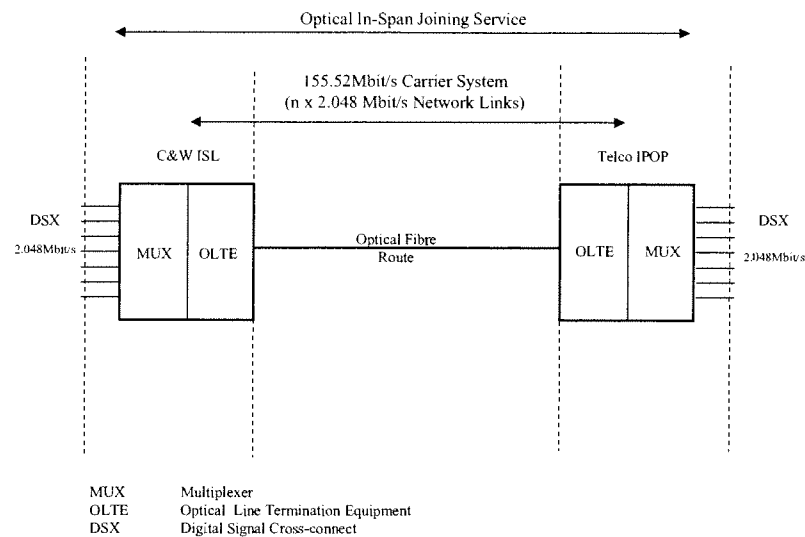 Optical In-Span Joining Service
155.52Mbit/s Carrier System
(n x 2.048 Mbit/s Network Links)
C&W ISL
Telco IPOP
DSX
2.048Mbit/s
MUX
OLTE
Optical Fibre
Route
OLTE
MUX
DSX
2.048Mbit/s
MUX Multiplexer
OLTE Optical Line Termination Equipment
DSX Digital Signal Cross-connect